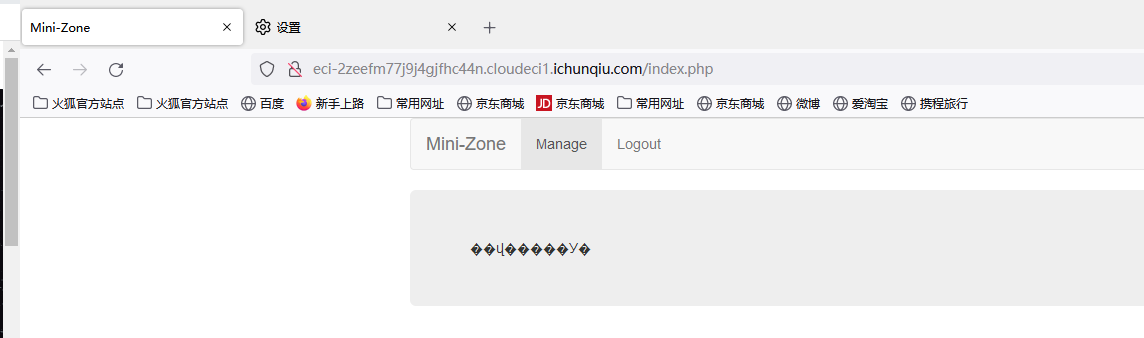 Mini-Zone
设置
eci-2zeefm77j9j4gjfhc44n.cloudeci1.ichunqiu.com/index.php
火狐官方站点 火狐官方站点 百度 新手上路 常用网址 京东商城 JD 京东商城 常用网址 京东商城 微博 爱淘宝 携程旅行
Mini-Zone Manage Logout
��վ�����У�